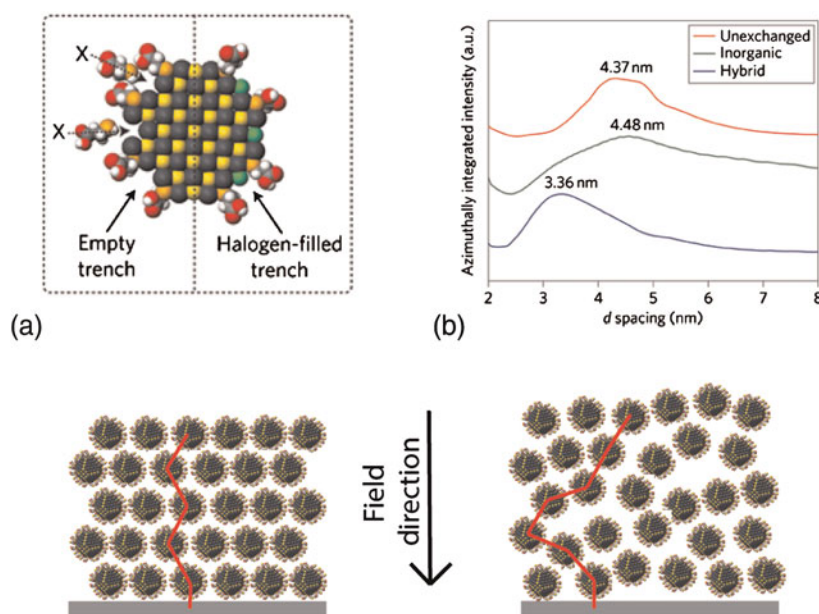 X
X
Empty
trench
Halogen-filled
trench
(a)
Azimuthally integrated intensity (a.u.)
Unexchanged
Inorganic
Hybrid
4.37 nm
4.48 nm
3.36 nm
2
3
4
5
6
7
8
d spacing (nm)
(b)
Field
direction